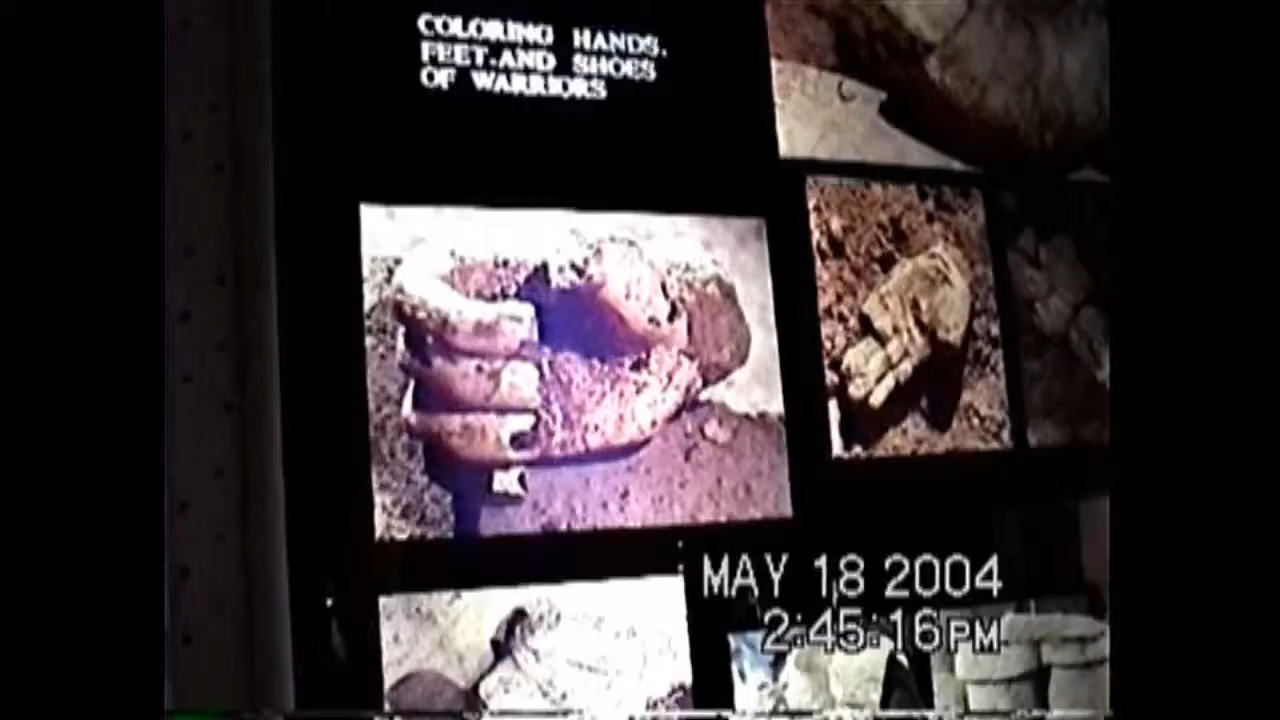 COLORING HANDS.
FEET.AND SHOES
OF WARRIORS
MAY 18 2004
2:45:16PM